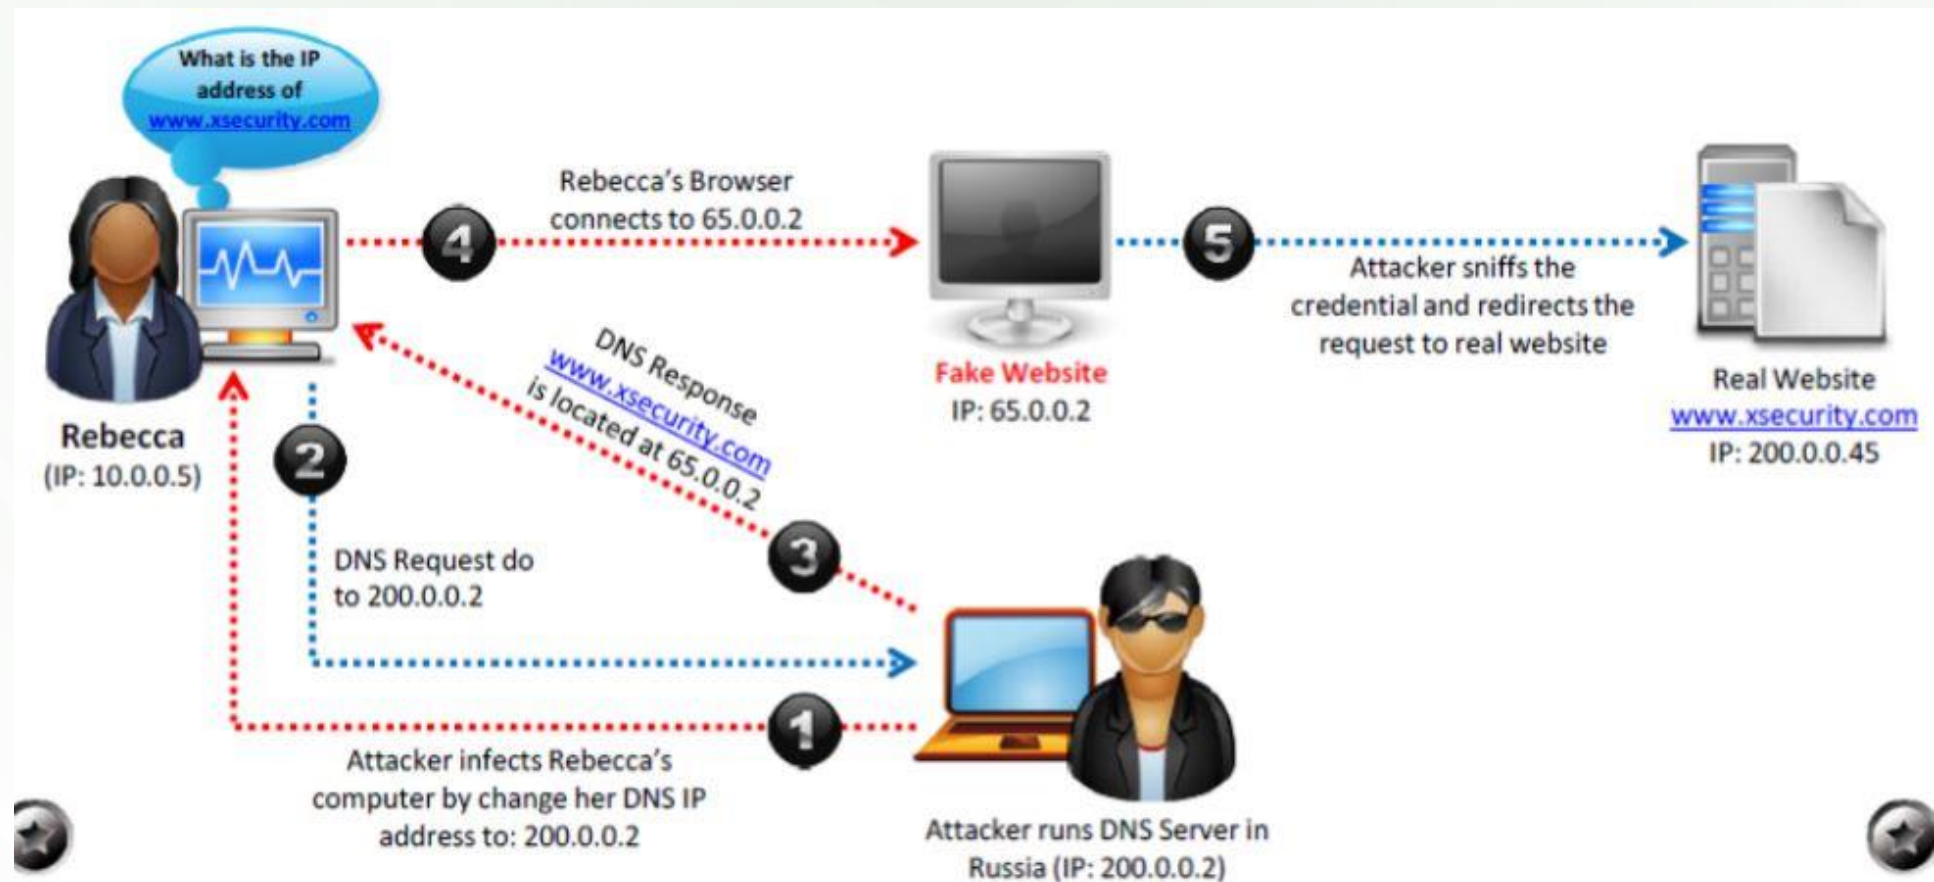 What is the IP
address of
www.xsecurity.com
Rebecca
(IP: 10.0.0.5)
4
Rebecca's Browser
connects to 65.0.0.2
Fake Website
IP: 65.0.0.2
5
Attacker sniffs the
credential and redirects the
request to real website
Real Website
www.xsecurity.com
IP: 200.0.0.45
DNS Response
www.xsecurity.com
is located at 65.0.0.2
3
2
DNS Request do
to 200.0.0.2
1
Attacker infects Rebecca's
computer by change her DNS IP
address to: 200.0.0.2
Attacker runs DNS Server in
Russia (IP: 200.0.0.2)